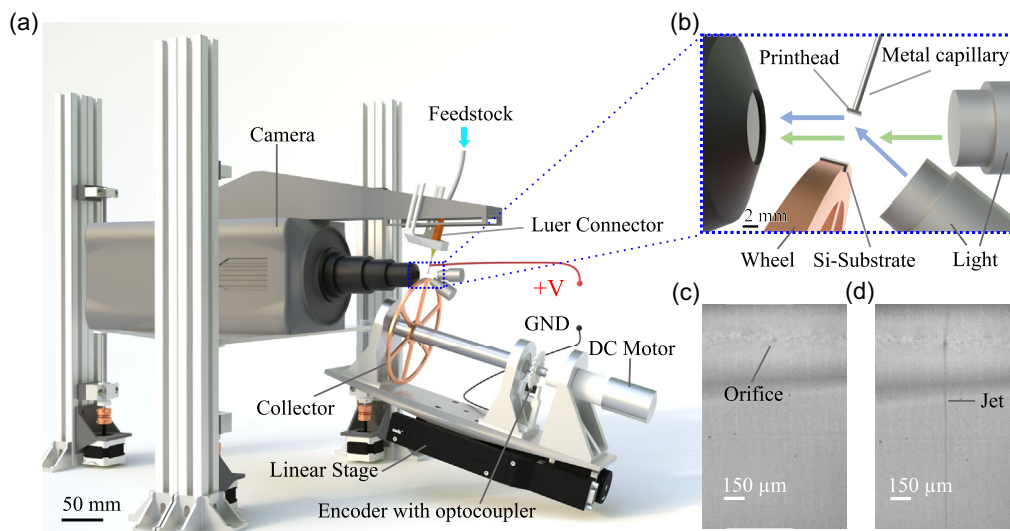 (a)
Camera
Feedstock
Luer Connector
+V
GND
DC Motor
Collector
Linear Stage
Encoder with optocoupler
50 mm
(b)
Printhead
Metal capillary
2 mm
Wheel
Si-Substrate
Light
(c)
Orifice
150 µm
(d)
Jet
150 µm